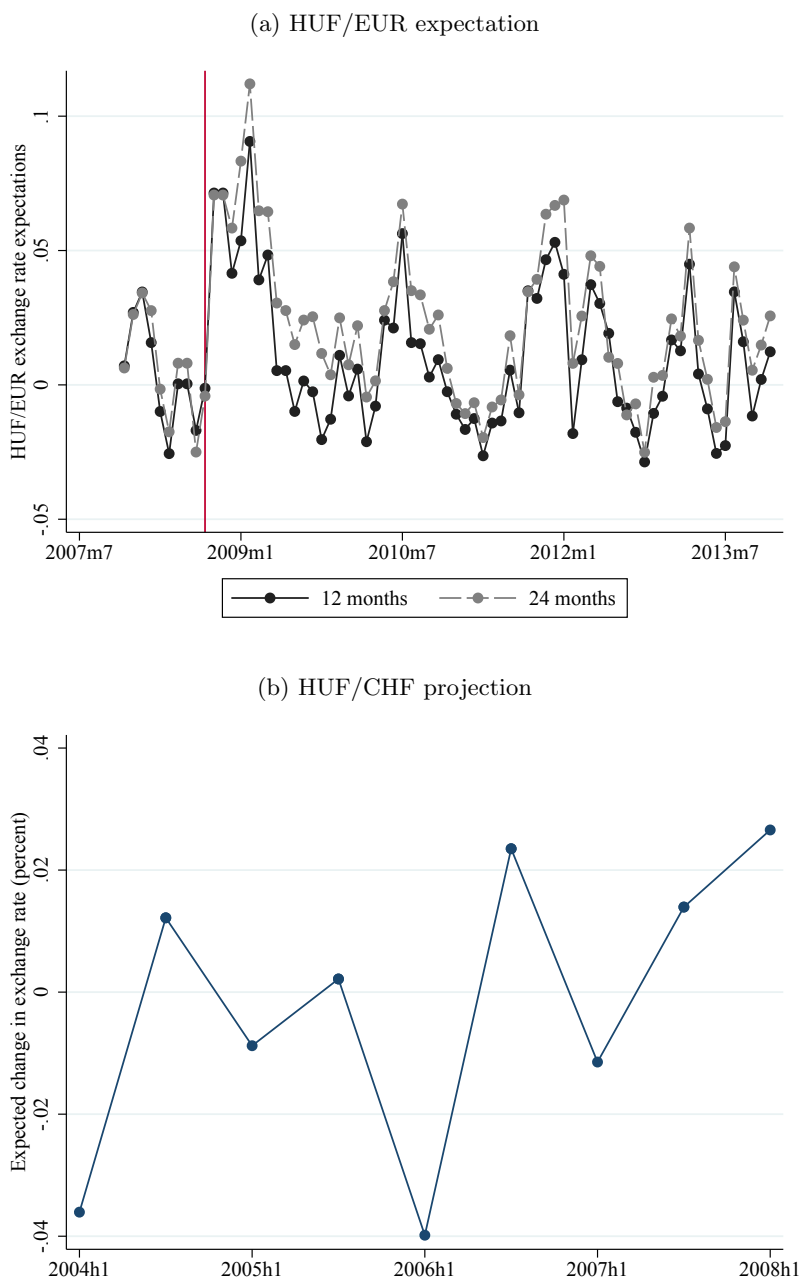 (a) HUF/EUR expectation
HUF/EUR exchange rate expectations
.1
.05
0
-.05
2007m7 2009m1 2010m7 2012m1 2013m7
12 months 24 months
(b) HUF/CHF projection
Expected change in exchange rate (percent)
.04
.02
0
-.02
-.04
2004h1 2005h1 2006h1 2007h1 2008h1